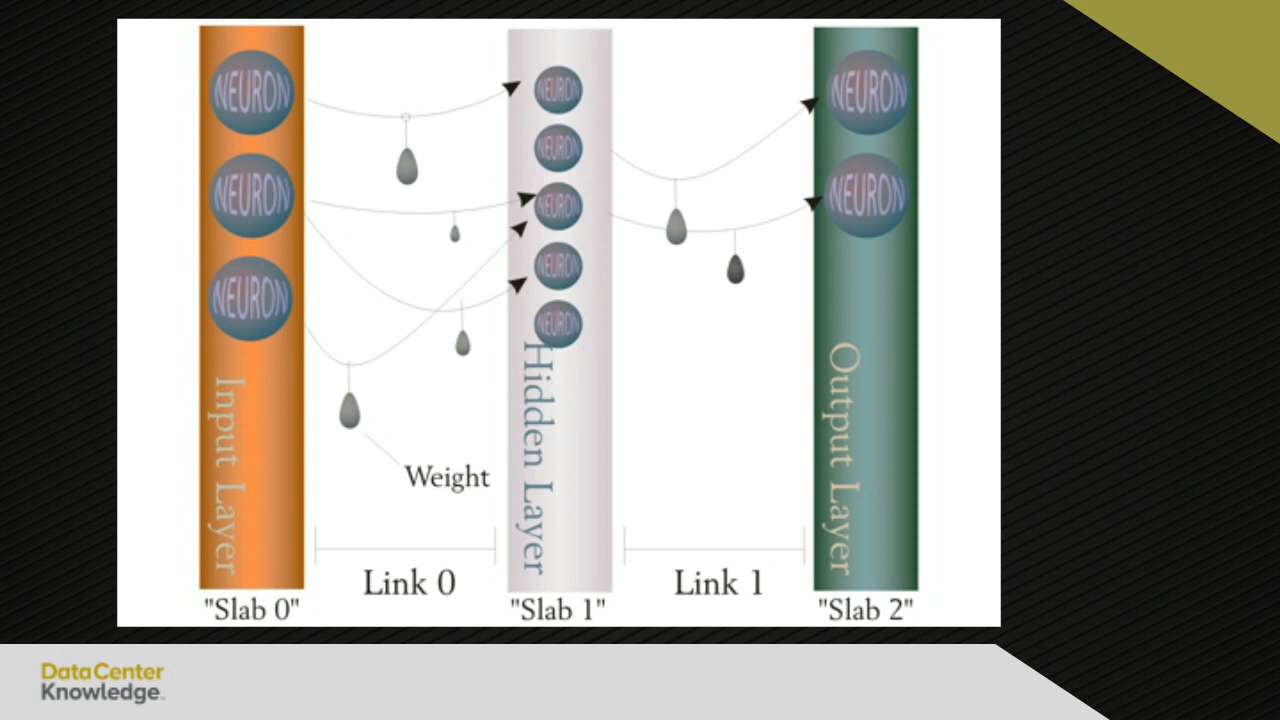 NEURON
NEURON
NEURON
Input Layer
"Slab 0"
Weight
Link 0
NEURON
NEURON
NEURON
NEURON
NEURON
Hidden Layer
"Slab 1"
Link 1
NEURON
NEURON
Output Layer
"Slab 2"
DataCenter
Knowledge